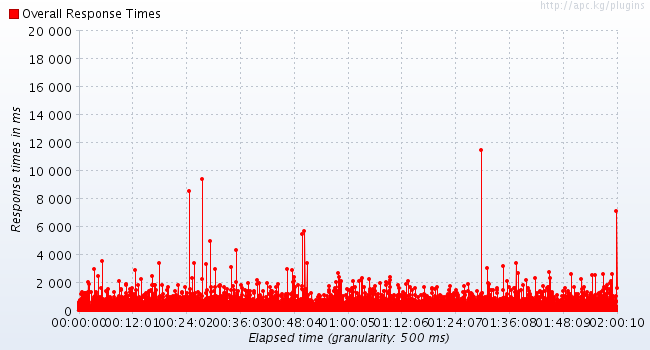 http://apc.kg/plugins
Overall Response Times
20 000
18 000
16 000
14 000
12 000
10 000
8 000
6 000
4 000
2 000
0
Response times in ms
00:00:00 00:12:01 00:24:02 00:36:03 00:48:04 01:00:05 01:12:06 01:24:07 01:36:08 01:48:09 02:00:10
Elapsed time (granularity: 500 ms)